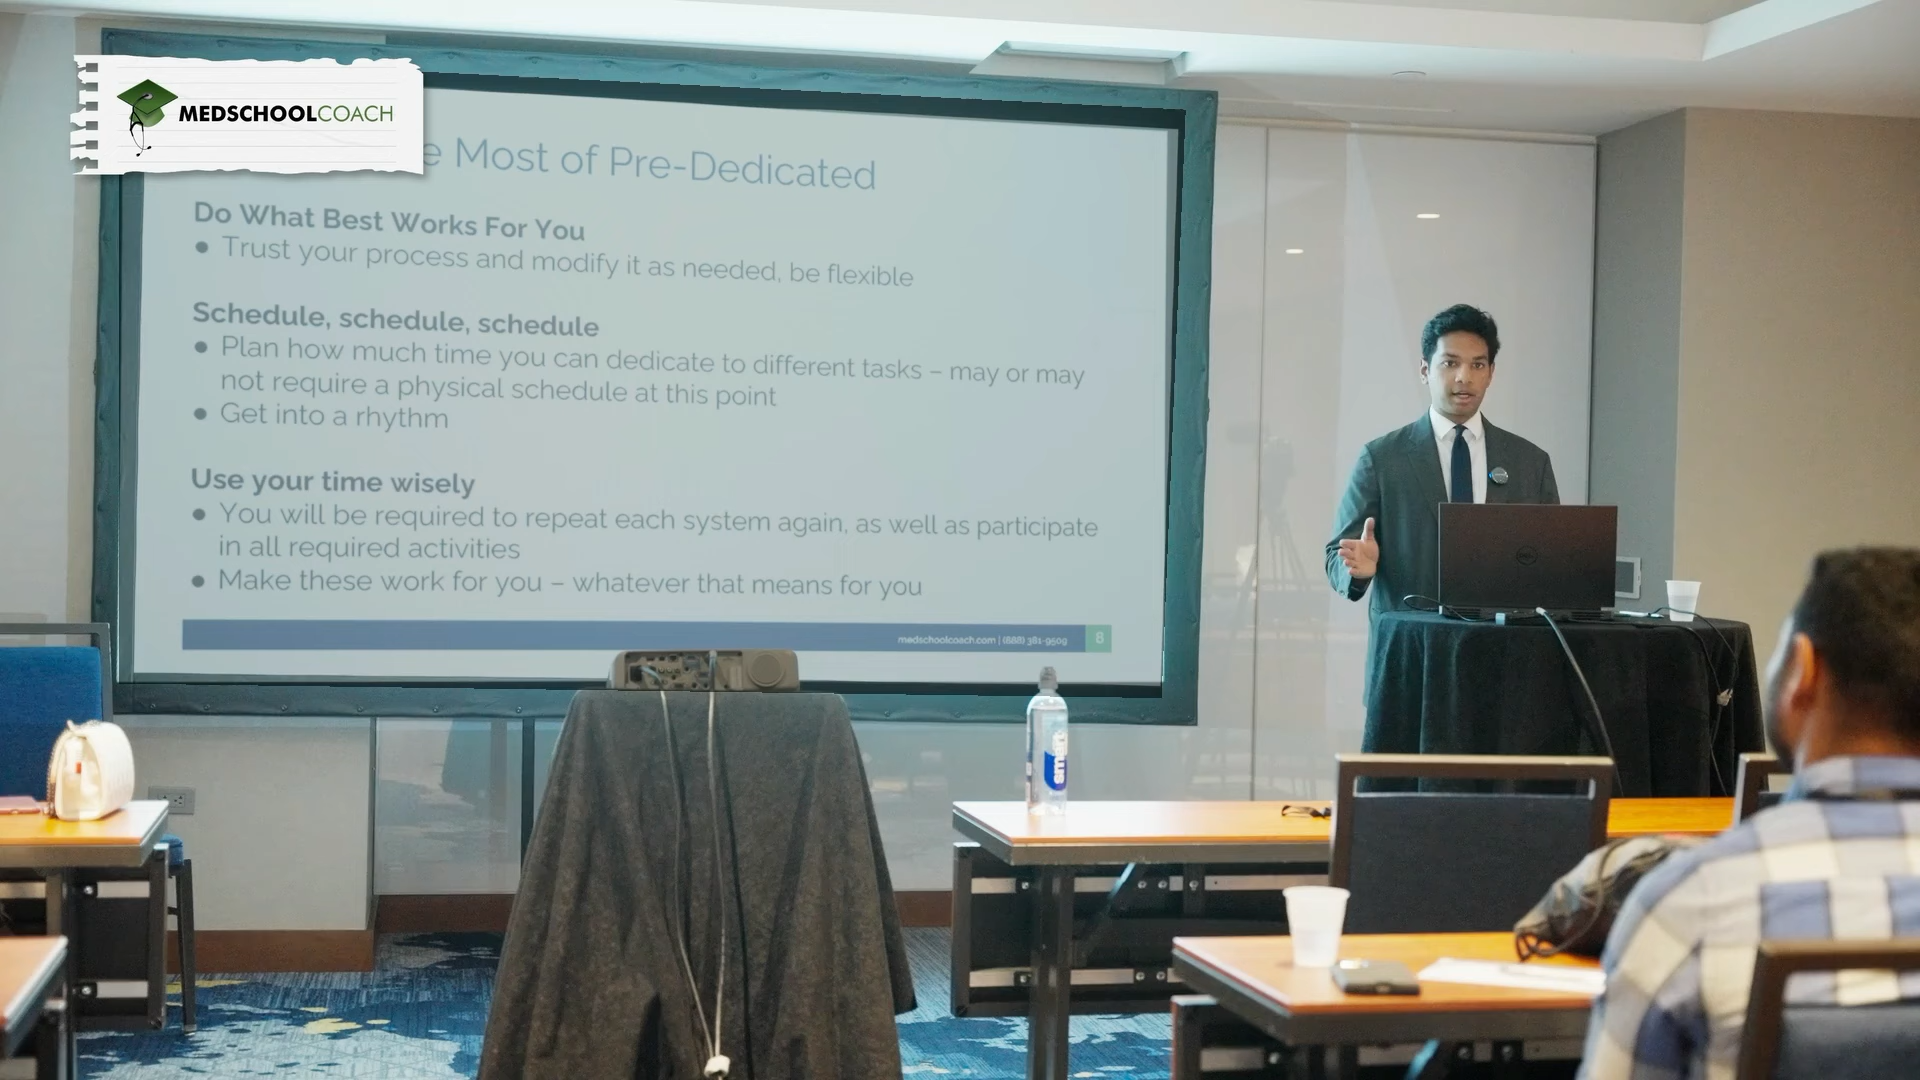 MEDSCHOOLCOACH
e Most of Pre-Dedicated
Do What Best Works For You
● Trust your process and modify it as needed, be flexible
Schedule, schedule, schedule
● Plan how much time you can dedicate to different tasks – may or may
not require a physical schedule at this point
● Get into a rhythm
Use your time wisely
● You will be required to repeat each system again, as well as participate
in all required activities
● Make these work for you – whatever that means for you
medschoolcoach.com | (888) 381-9509 8
smart